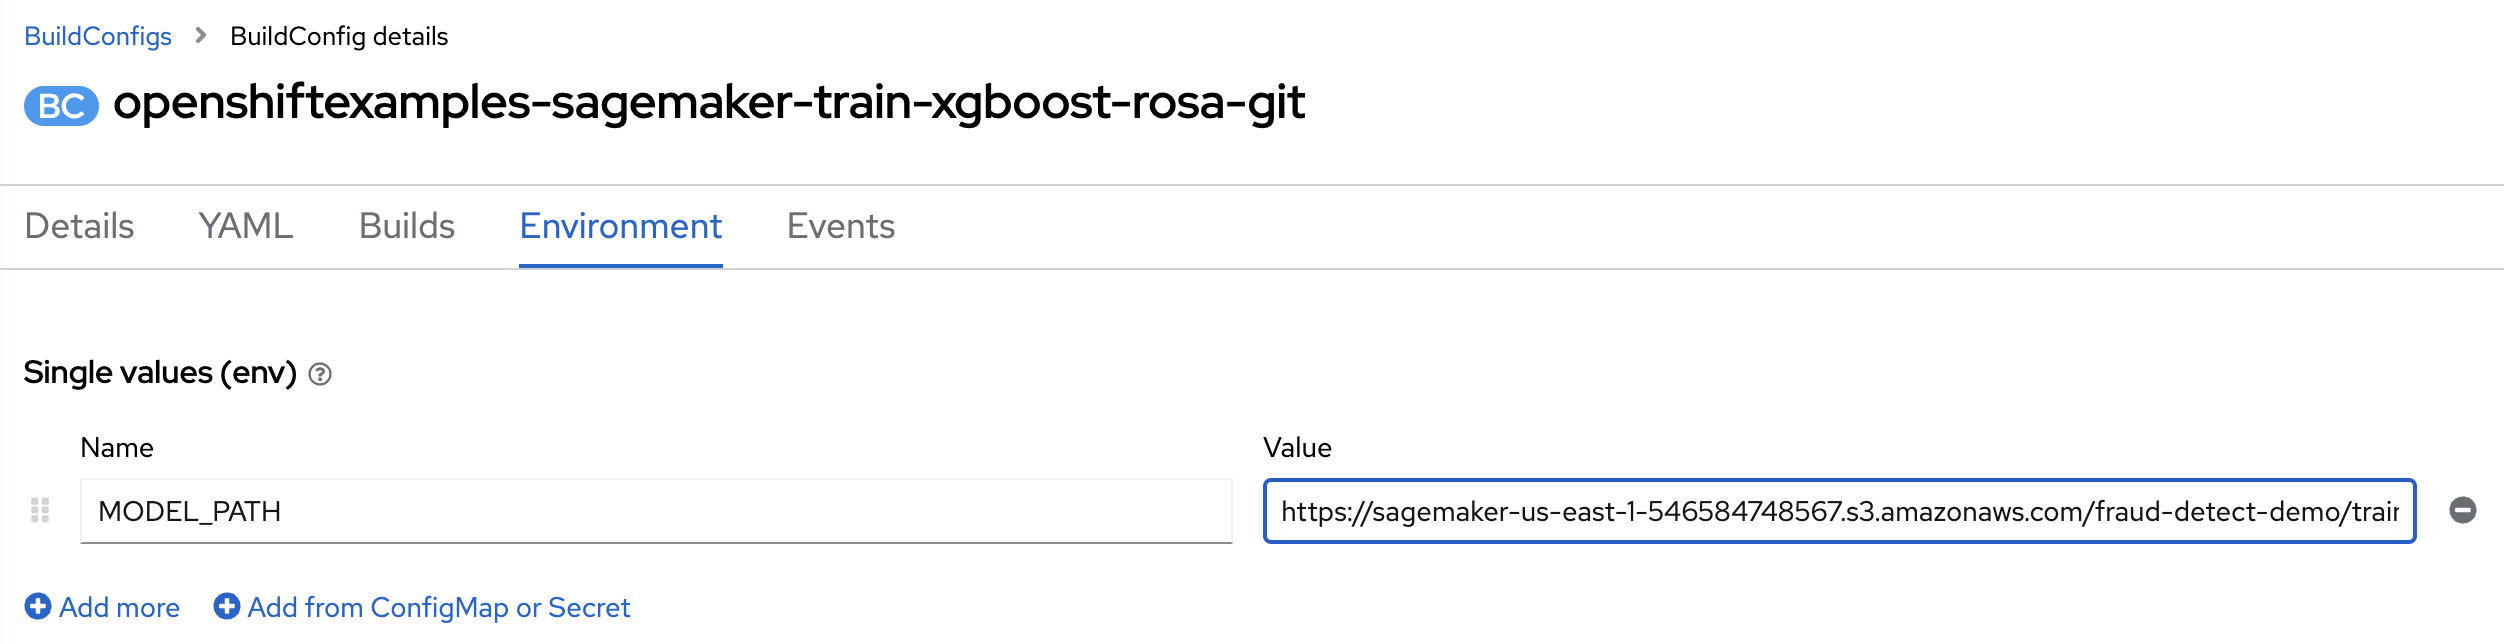 BuildConfigs > BuildConfig details
BC openshiftexamples-sagemaker-train-xgboost-rosa-git
Details YAML Builds Environment Events
Single values (env)
Name Value
MODEL_PATH https://sagemaker-us-east-1-546584748567.s3.amazonaws.com/fraud-detect-demo/train
Add more Add from ConfigMap or Secret